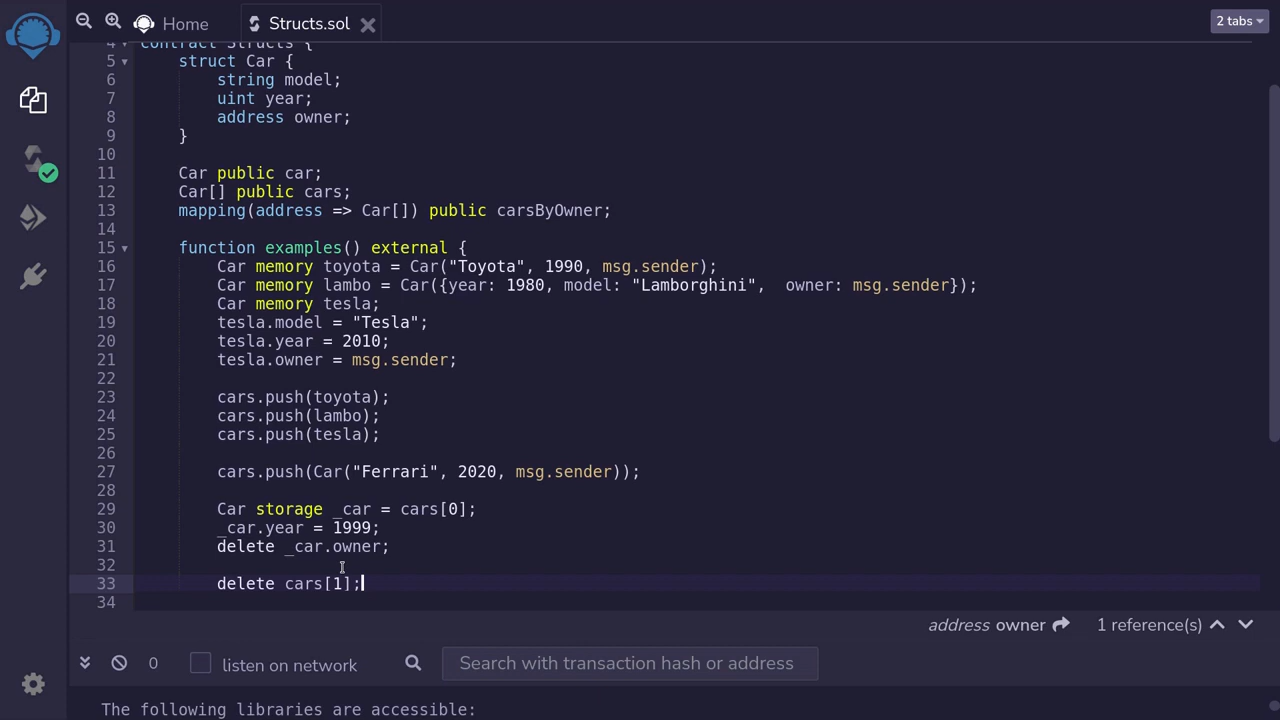 Home
Structs.sol
2 tabs
4 contract Structs {
5 struct Car {
6 string model;
7 uint year;
8 address owner;
9 }
10
11 Car public car;
12 Car[] public cars;
13 mapping(address => Car[]) public carsByOwner;
14
15 function examples() external {
16 Car memory toyota = Car("Toyota", 1990, msg.sender);
17 Car memory lambo = Car({year: 1980, model: "Lamborghini",  owner: msg.sender});
18 Car memory tesla;
19 tesla.model = "Tesla";
20 tesla.year = 2010;
21 tesla.owner = msg.sender;
22
23 cars.push(toyota);
24 cars.push(lambo);
25 cars.push(tesla);
26
27 cars.push(Car("Ferrari", 2020, msg.sender));
28
29 Car storage _car = cars[0];
30 _car.year = 1999;
31 delete _car.owner;
32
33 delete cars[1];
34
address owner 1 reference(s)
0 listen on network Search with transaction hash or address
The following libraries are accessible: